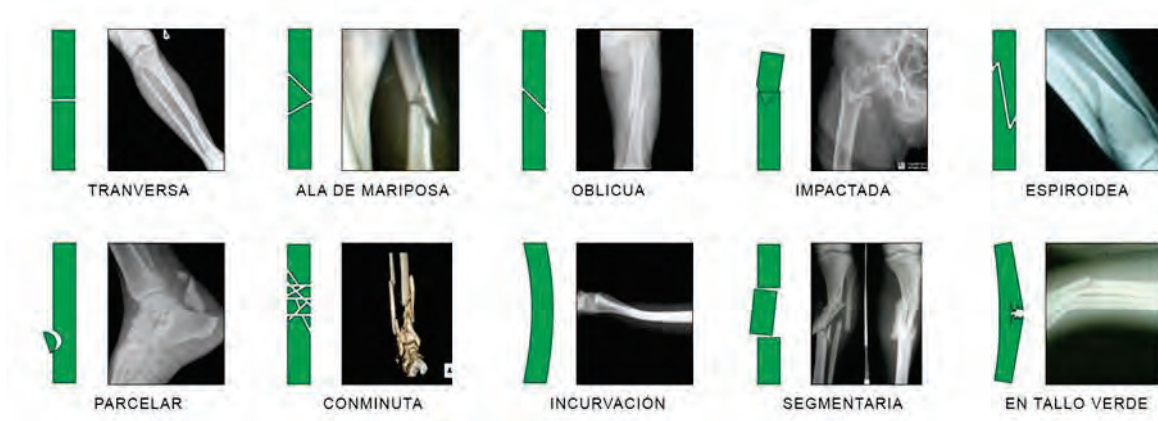 TRANVERSA
ALA DE MARIPOSA
OBLICUA
IMPACTADA
ESPIROIDEA
PARCELAR
CONMINUTA
INCURVACIÓN
SEGMENTARIA
EN TALLO VERDE